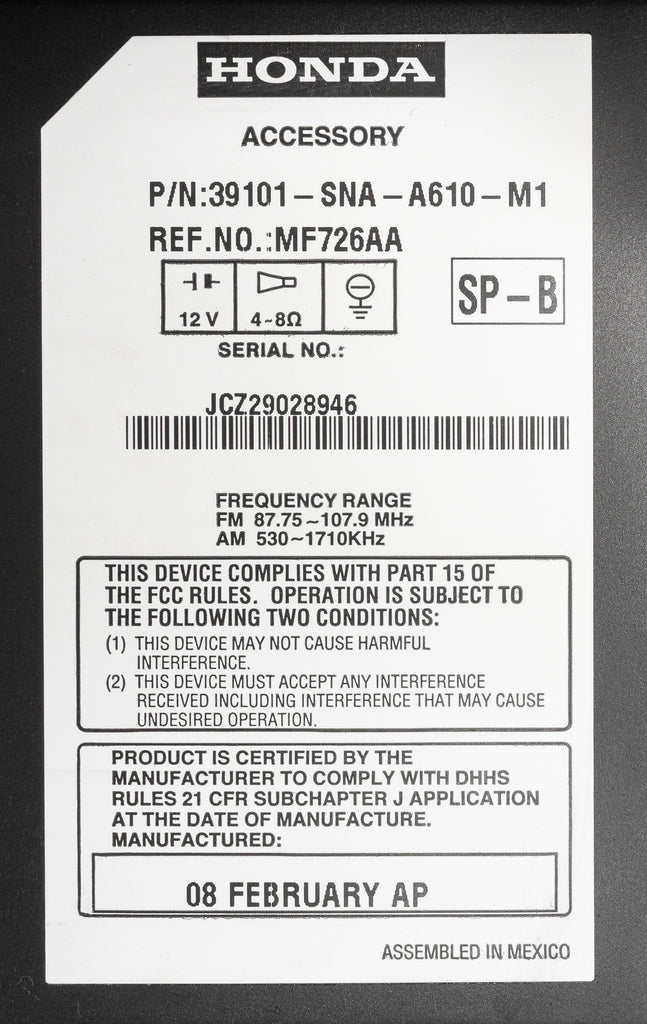 HONDA
ACCESSORY
P/N:39101-SNA-A610-M1
REF.NO.:MF726AA
12 V 4~8Ω
SP-B
SERIAL NO.:
JCZ29028946
FREQUENCY RANGE
FM 87.75~107.9 MHz
AM 530~1710KHz
THIS DEVICE COMPLIES WITH PART 15 OF
THE FCC RULES. OPERATION IS SUBJECT TO
THE FOLLOWING TWO CONDITIONS:
(1) THIS DEVICE MAY NOT CAUSE HARMFUL
INTERFERENCE.
(2) THIS DEVICE MUST ACCEPT ANY INTERFERENCE
RECEIVED INCLUDING INTERFERENCE THAT MAY CAUSE
UNDESIRED OPERATION.
PRODUCT IS CERTIFIED BY THE
MANUFACTURER TO COMPLY WITH DHHS
RULES 21 CFR SUBCHAPTER J APPLICATION
AT THE DATE OF MANUFACTURE.
MANUFACTURED:
08 FEBRUARY AP
ASSEMBLED IN MEXICO